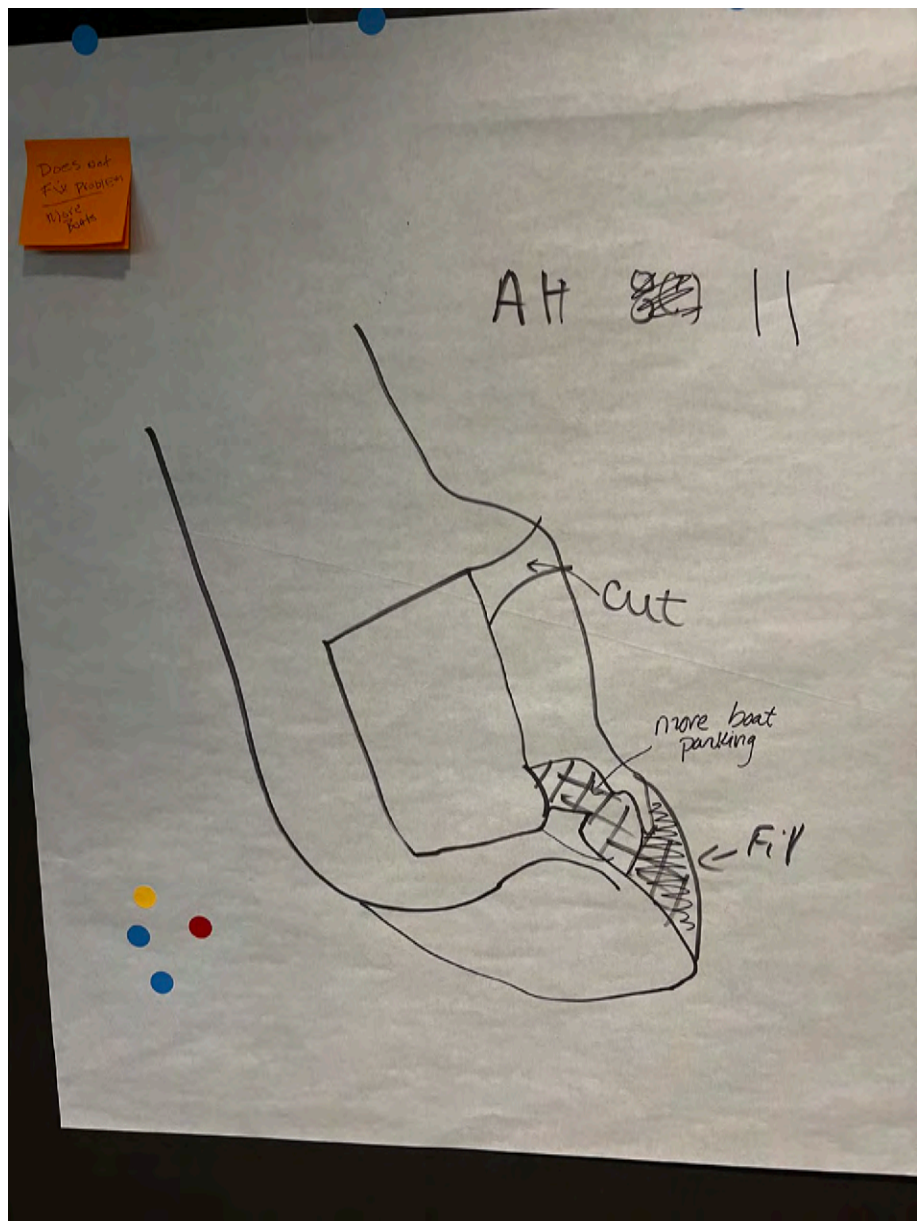 Does not
Fix problem
more
Boats
AH 11
cut
more boat
parking
Fill